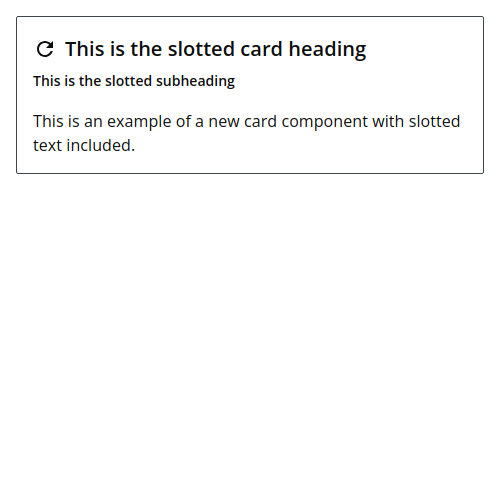 This is the slotted card heading
This is the slotted subheading
This is an example of a new card component with slotted
text included.